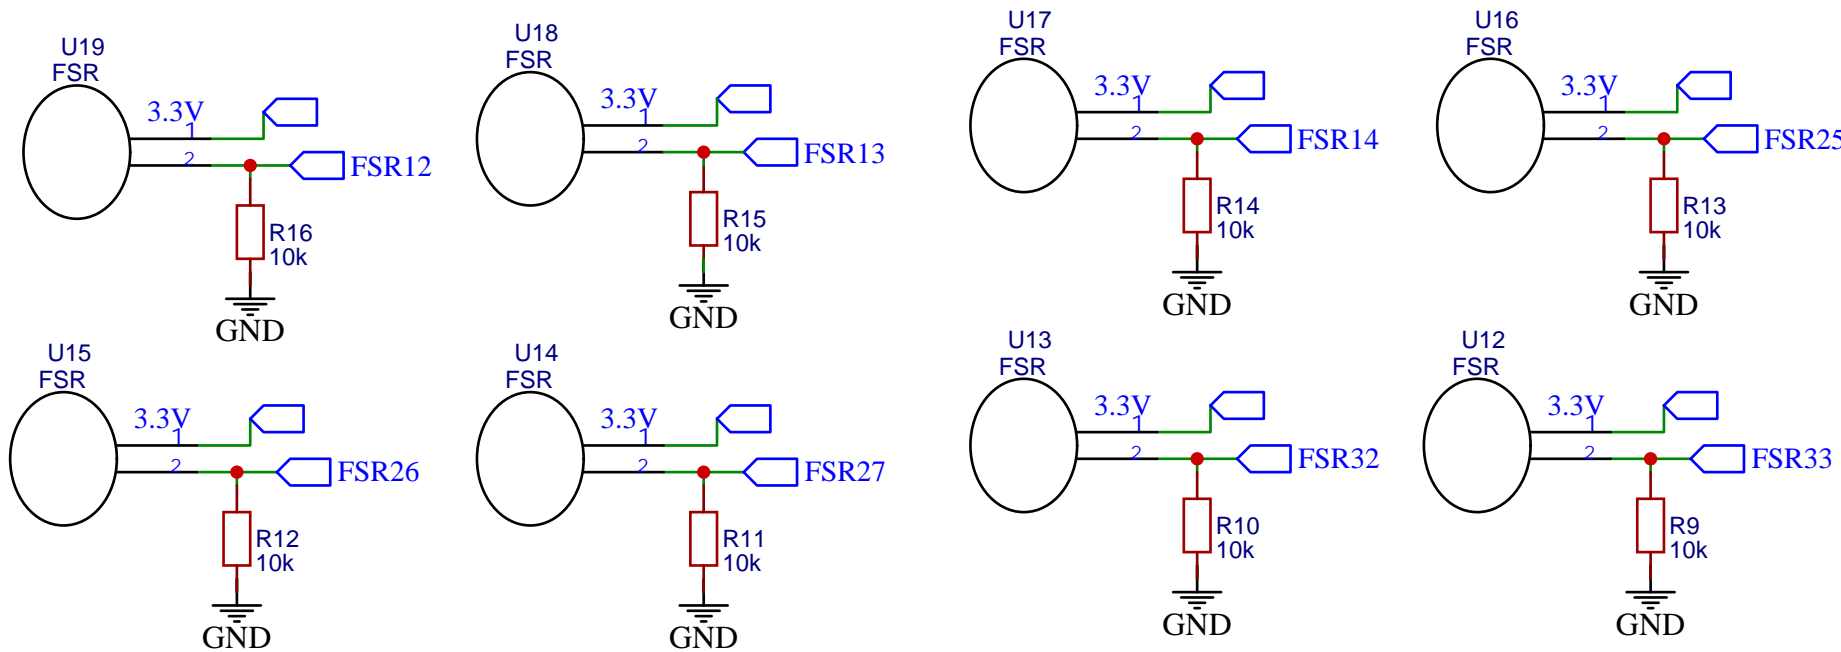 U19
FSR
3.3V
1
2
FSR12
R16
10k
GND
U18
FSR
3.3V
1
2
FSR13
R15
10k
GND
U17
FSR
3.3V
1
2
FSR14
R14
10k
GND
U16
FSR
3.3V
1
2
FSR25
R13
10k
GND
U15
FSR
3.3V
1
2
FSR26
R12
10k
GND
U14
FSR
3.3V
1
2
FSR27
R11
10k
GND
U13
FSR
3.3V
1
2
FSR32
R10
10k
GND
U12
FSR
3.3V
1
2
FSR33
R9
10k
GND